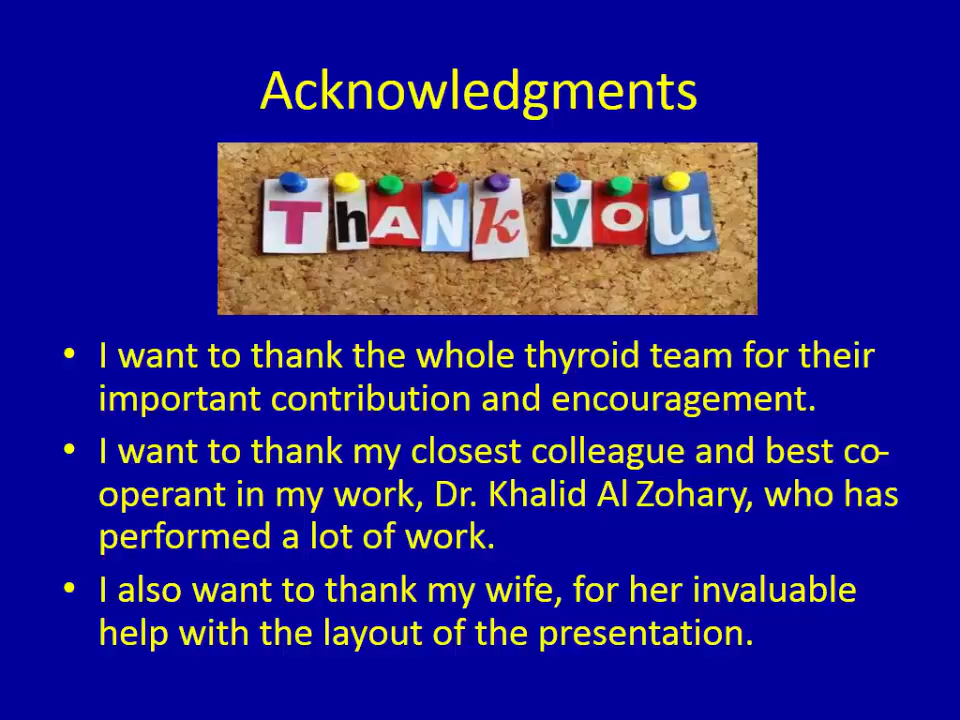 Acknowledgments
ThANk you
• I want to thank the whole thyroid team for their
important contribution and encouragement.
• I want to thank my closest colleague and best co-
operant in my work, Dr. Khalid Al Zohary, who has
performed a lot of work.
• I also want to thank my wife, for her invaluable
help with the layout of the presentation.